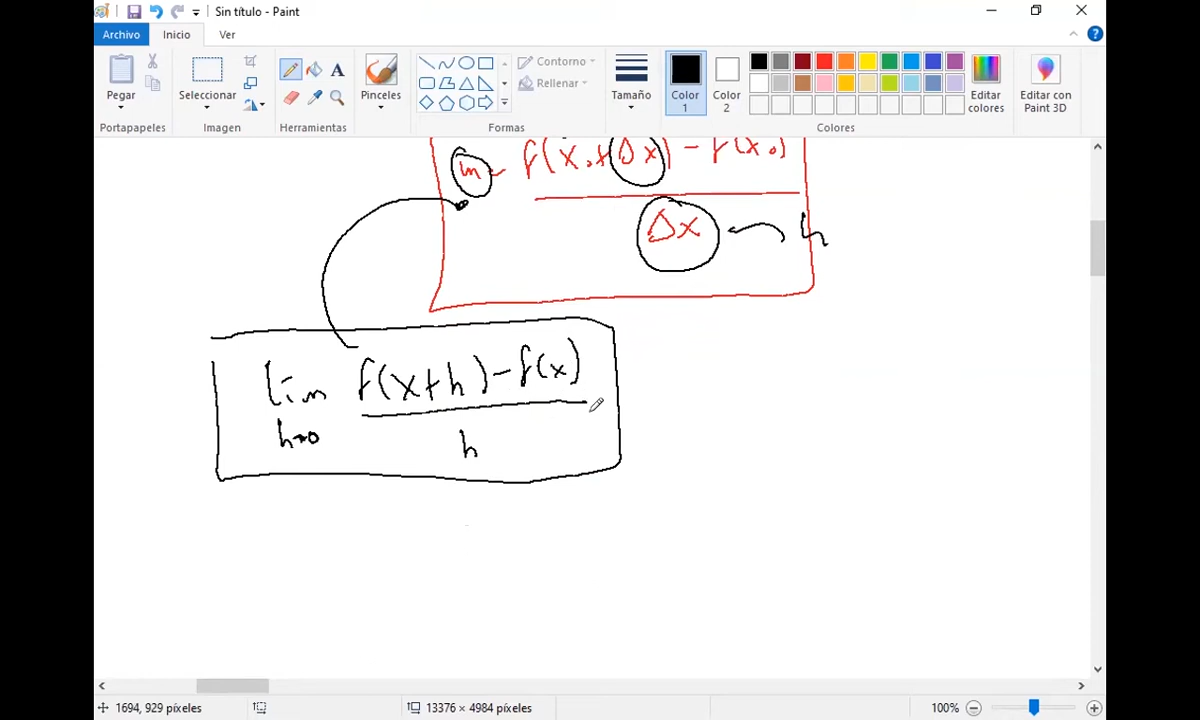 Sin título - Paint
Archivo Inicio Ver
Pegar
Seleccionar
A
Pinceles
Contorno
Rellenar
Tamaño
Color 1
Color 2
Editar colores
Editar con Paint 3D
Portapapeles Imagen Herramientas Formas Colores
m = f(x₀+Δx) - f(x₀)
Δx h
lim f(x+h) - f(x)
h→0 h
1694, 929 píxeles 13376 × 4984 píxeles 100%